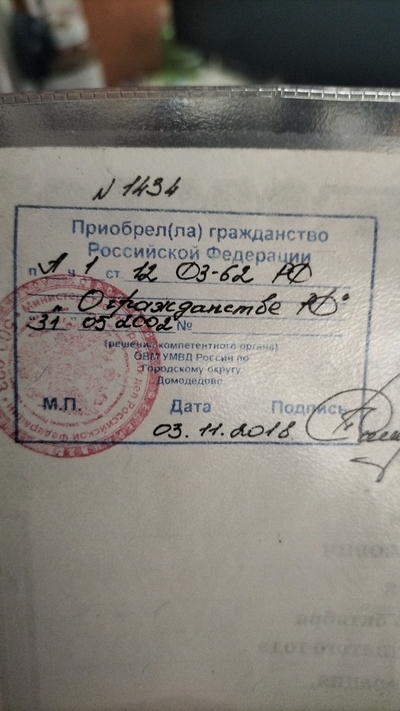 N 1434
Приобрел(ла) гражданство
Российской Федерации
п. А ч 1 ст. 12 ФЗ-62 РФ
"О гражданстве РФ"
"31" 05 2002 №
(решение компетентного органа)
ОВМ УМВД России по
Городскому округу
Домодедово
М.П. Дата Подпись
03.11.2018